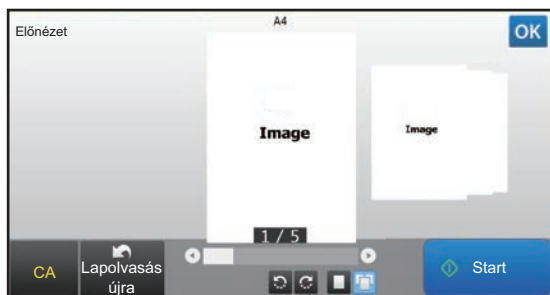 Előnézet
A4
OK
Image
Image
1 / 5
CA
Lapolvasás
újra
Start